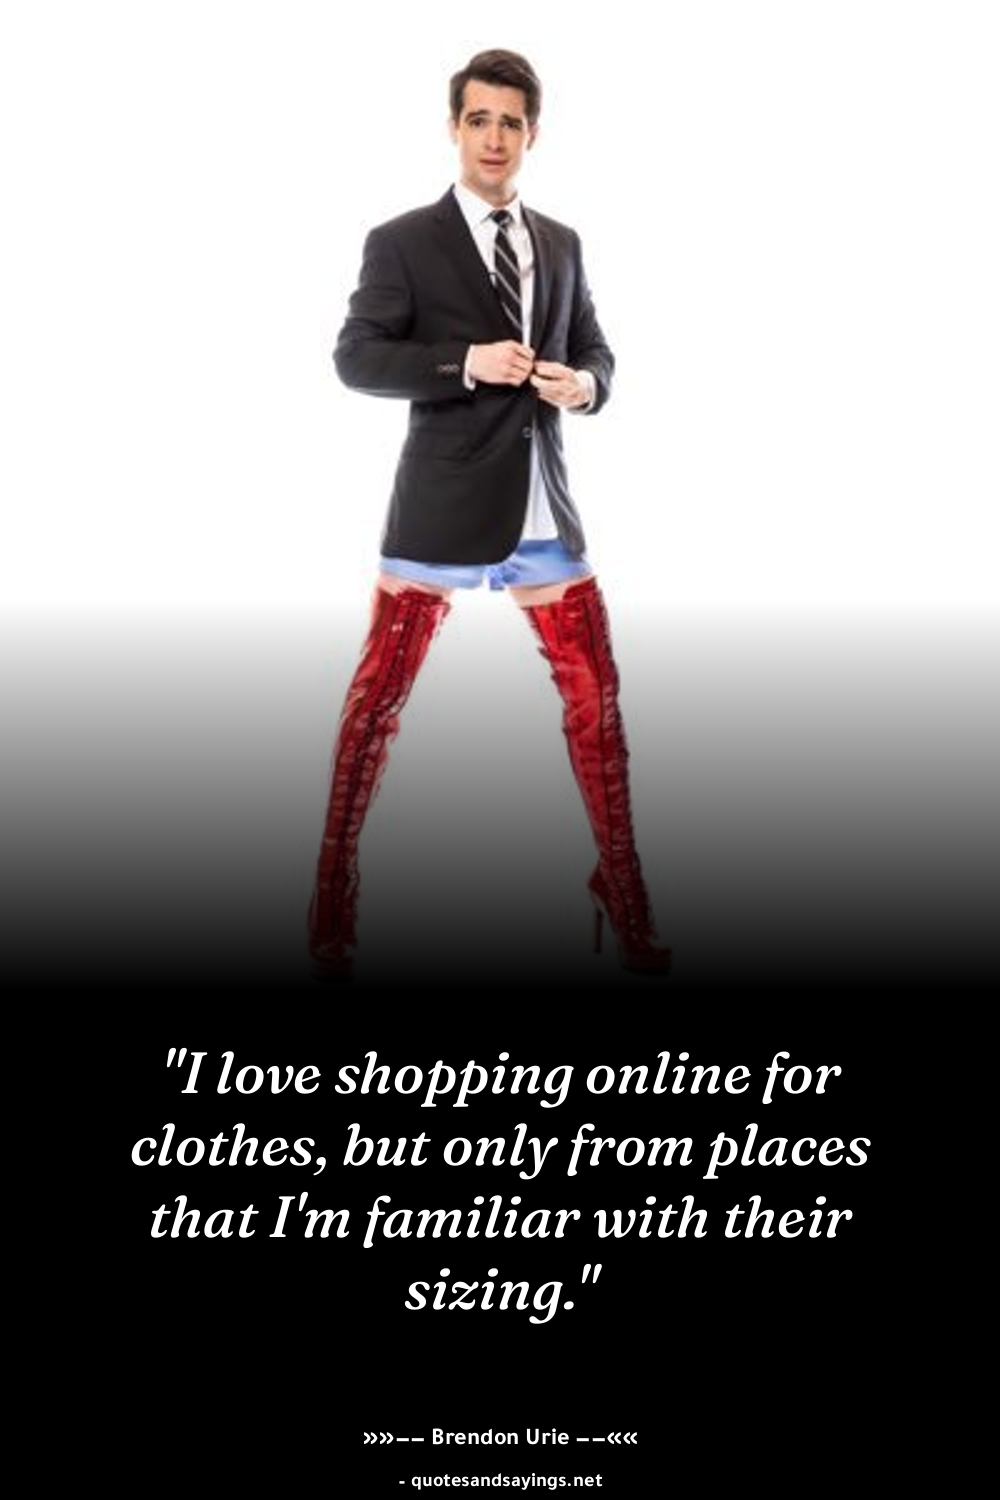 "I love shopping online for
clothes, but only from places
that I'm familiar with their
sizing."
»»—— Brendon Urie ——««
- quotesandsayings.net